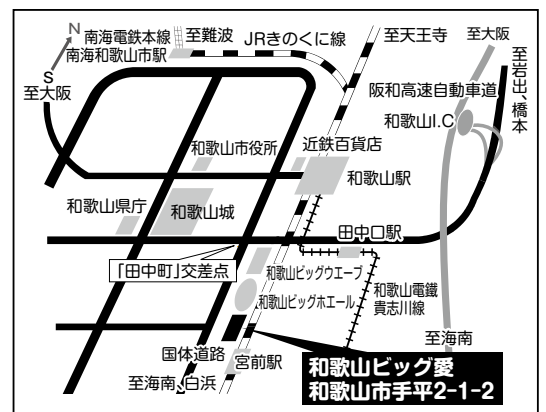 N
S
至大阪
南海電鉄本線
南海和歌山市駅
至難波
JRきのくに線
至天王寺
至大阪
阪和高速自動車道
和歌山I.C
至岩出、橋本
和歌山市役所
近鉄百貨店
和歌山駅
和歌山県庁
和歌山城
田中口駅
「田中町」交差点
和歌山ビッグウエーブ
和歌山ビッグホエール
和歌山電鐵
貴志川線
国体道路
宮前駅
至海南、白浜
至海南
和歌山ビッグ愛
和歌山市手平2-1-2